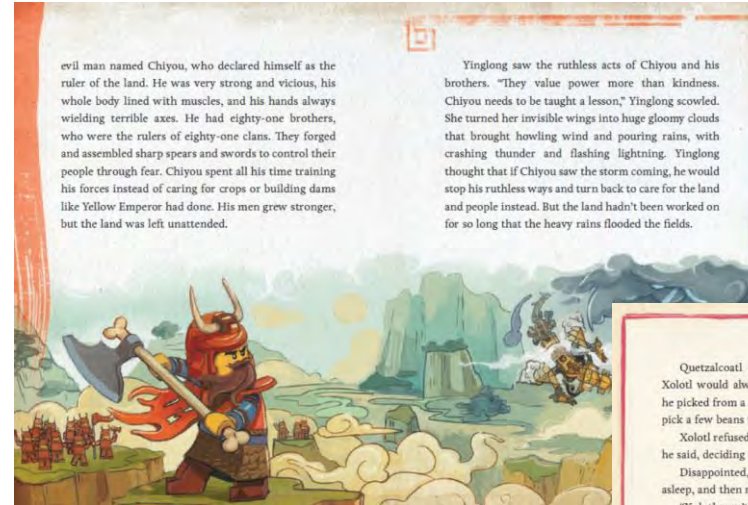 evil man named Chiyou, who declared himself as the
ruler of the land. He was very strong and vicious, his
whole body lined with muscles, and his hands always
wielding terrible axes. He had eighty-one brothers,
who were the rulers of eighty-one clans. They forged
and assembled sharp spears and swords to control their
people through fear. Chiyou spent all his time training
his forces instead of caring for crops or building dams
like Yellow Emperor had done. His men grew stronger,
but the land was left unattended.
Yinglong saw the ruthless acts of Chiyou and his
brothers. “They value power more than kindness.
Chiyou needs to be taught a lesson,” Yinglong scowled.
She turned her invisible wings into huge gloomy clouds
that brought howling wind and pouring rains, with
crashing thunder and flashing lightning. Yinglong
thought that if Chiyou saw the storm coming, he would
stop his ruthless ways and turn back to care for the land
and people instead. But the land hadn’t been worked on
for so long that the heavy rains flooded the fields.
Quetzalcoatl
Xolotl would
he picked from a
pick a few beans
Xolotl refused
he said, deciding
Disappointed,
asleep, and then